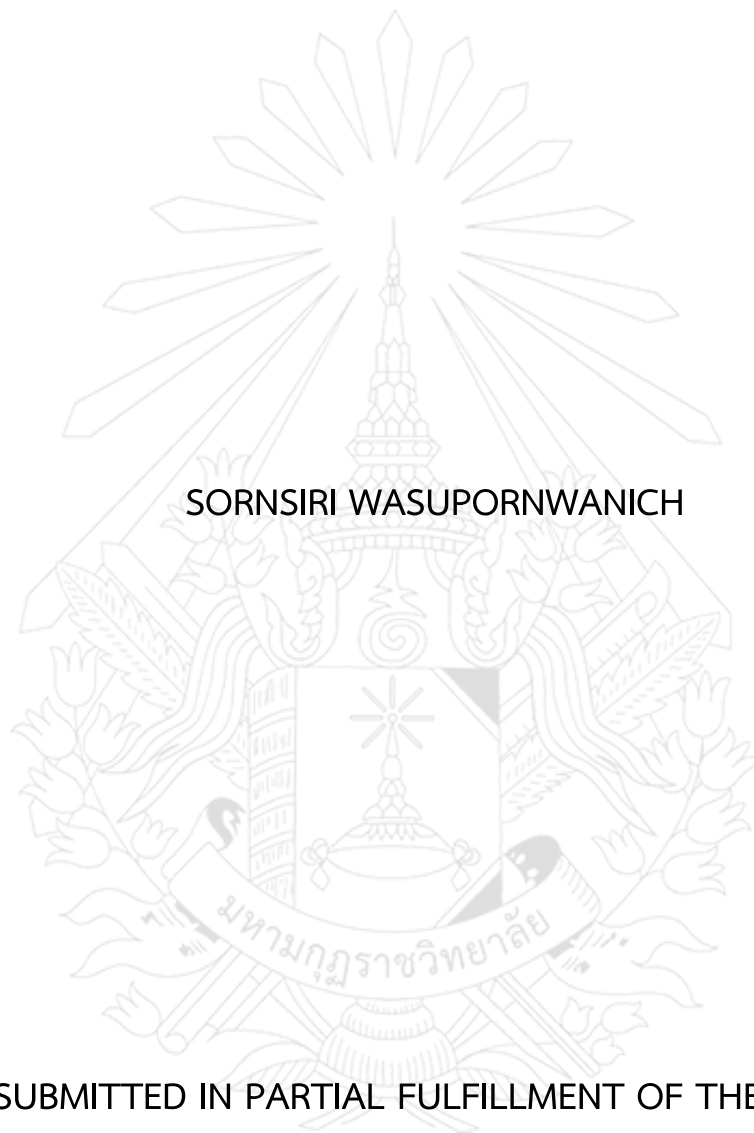 SORNSIRI WASUPORNWANICH
มหามกุฏราชวิทยาลัย
SUBMITTED IN PARTIAL FULFILLMENT OF THE